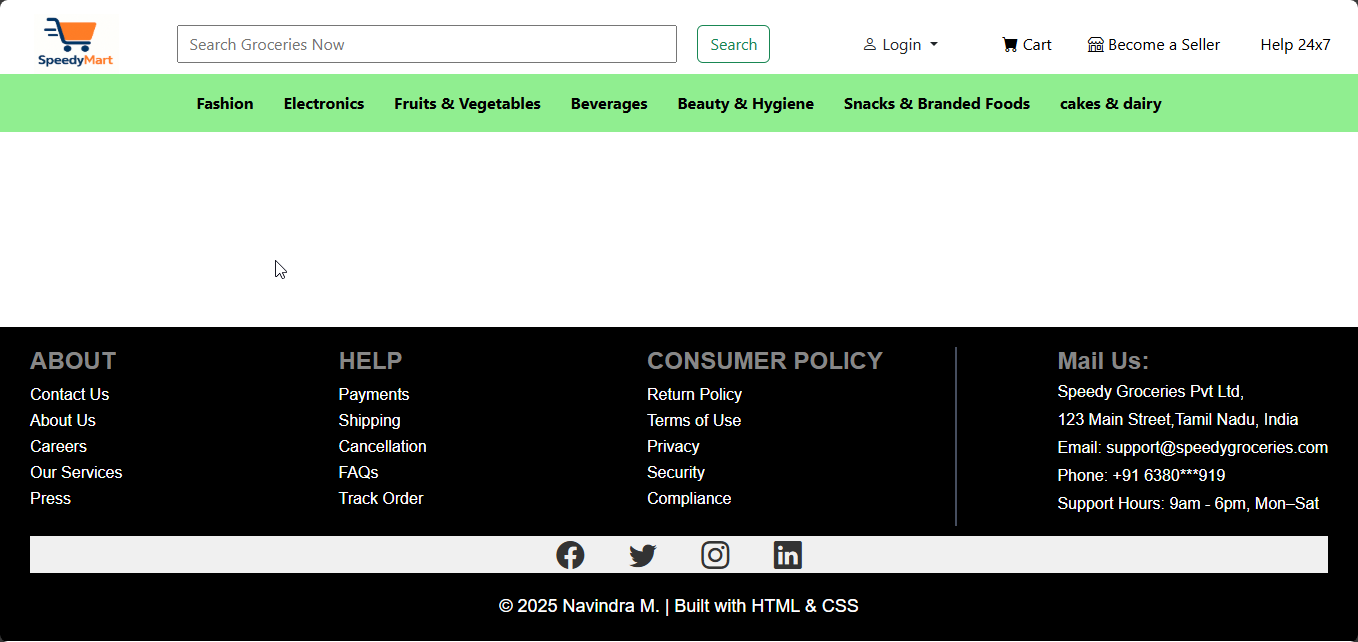 SpeedyMart
Search Groceries Now
Search
Login
Cart
Become a Seller
Help 24x7
Fashion
Electronics
Fruits & Vegetables
Beverages
Beauty & Hygiene
Snacks & Branded Foods
cakes & dairy
ABOUT
Contact Us
About Us
Careers
Our Services
Press
HELP
Payments
Shipping
Cancellation
FAQs
Track Order
CONSUMER POLICY
Return Policy
Terms of Use
Privacy
Security
Compliance
Mail Us:
Speedy Groceries Pvt Ltd,
123 Main Street,Tamil Nadu, India
Email: support@speedygroceries.com
Phone: +91 6380***919
Support Hours: 9am - 6pm, Mon–Sat
© 2025 Navindra M. | Built with HTML & CSS